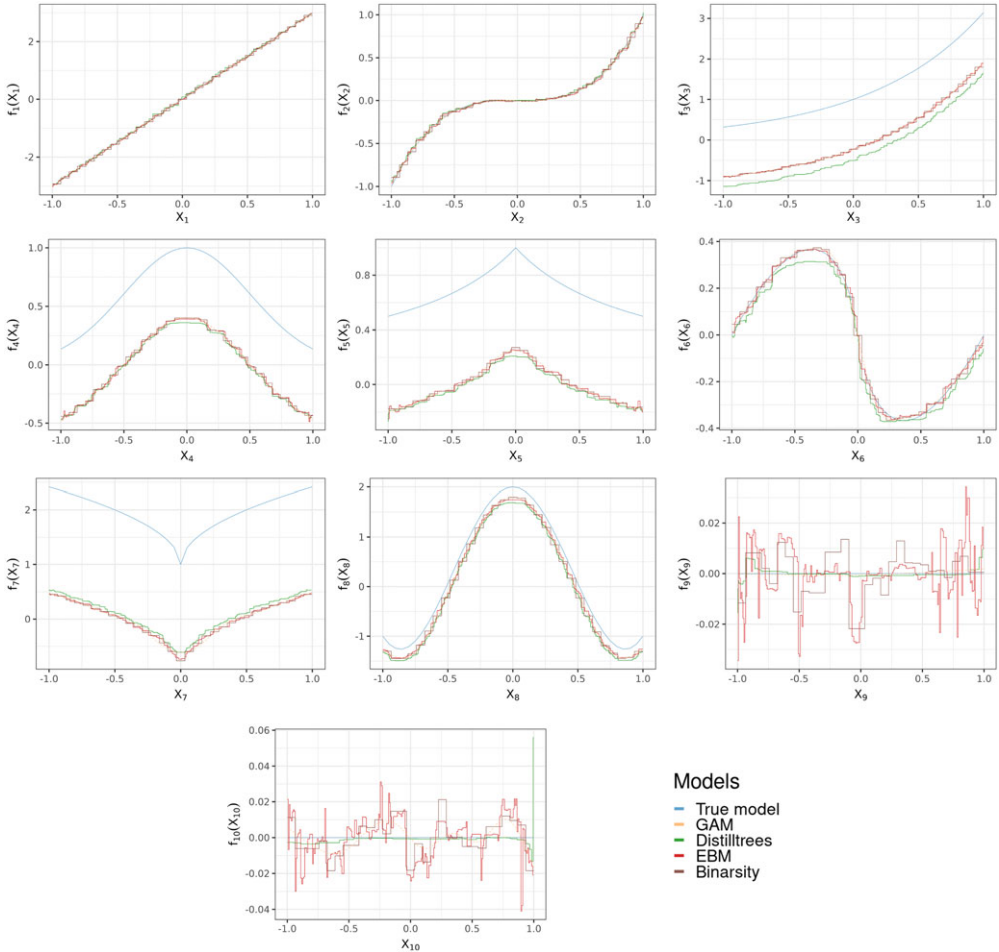 f1(X1)
2
0
-2
-1.0 -0.5 0.0 0.5 1.0
X1
f2(X2)
1.0
0.5
0.0
-0.5
-1.0
-1.0 -0.5 0.0 0.5 1.0
X2
f3(X3)
3
2
1
0
-1
-1.0 -0.5 0.0 0.5 1.0
X3
f4(X4)
1.0
0.5
0.0
-0.5
-1.0 -0.5 0.0 0.5 1.0
X4
f5(X5)
0.8
0.4
0.0
-1.0 -0.5 0.0 0.5 1.0
X5
f6(X6)
0.4
0.2
0.0
-0.2
-0.4
-1.0 -0.5 0.0 0.5 1.0
X6
f7(X7)
2
1
0
-1.0 -0.5 0.0 0.5 1.0
X7
f8(X8)
2
1
0
-1
-1.0 -0.5 0.0 0.5 1.0
X8
f9(X9)
0.02
0.00
-0.02
-1.0 -0.5 0.0 0.5 1.0
X9
f10(X10)
0.06
0.04
0.02
0.00
-0.02
-0.04
-1.0 -0.5 0.0 0.5 1.0
X10
Models
True model
GAM
Distilltrees
EBM
Binarsity